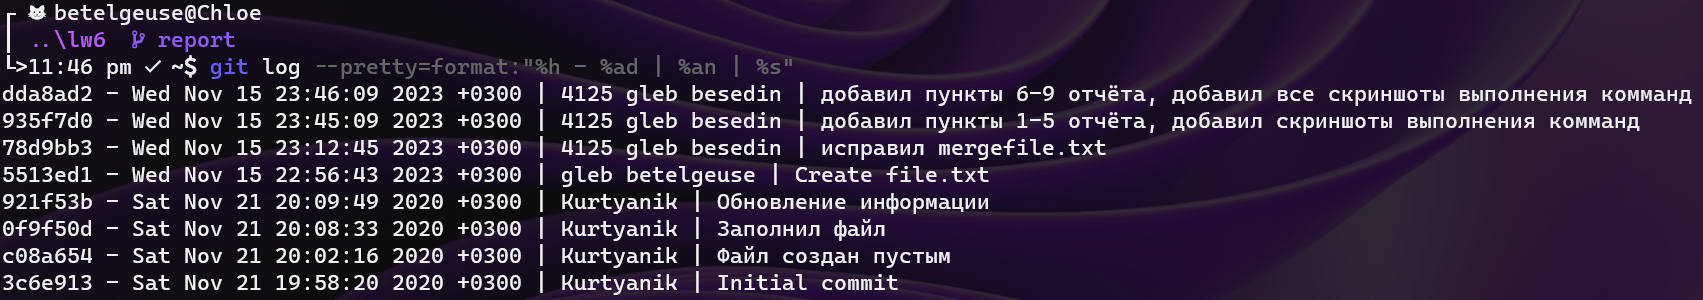 betelgeuse@Chloe
..\lw6 report
>11:46 pm ✓ ~$ git log --pretty=format:"%h - %ad | %an | %s"
dda8ad2 - Wed Nov 15 23:46:09 2023 +0300 | 4125 gleb besedin | добавил пункты 6-9 отчёта, добавил все скриншоты выполнения комманд
935f7d0 - Wed Nov 15 23:45:09 2023 +0300 | 4125 gleb besedin | добавил пункты 1-5 отчёта, добавил скриншоты выполнения комманд
78d9bb3 - Wed Nov 15 23:12:45 2023 +0300 | 4125 gleb besedin | исправил mergefile.txt
5513ed1 - Wed Nov 15 22:56:43 2023 +0300 | gleb betelgeuse | Create file.txt
921f53b - Sat Nov 21 20:09:49 2020 +0300 | Kurtyanik | Обновление информации
0f9f50d - Sat Nov 21 20:08:33 2020 +0300 | Kurtyanik | Заполнил файл
c08a654 - Sat Nov 21 20:02:16 2020 +0300 | Kurtyanik | Файл создан пустым
3c6e913 - Sat Nov 21 19:58:20 2020 +0300 | Kurtyanik | Initial commit